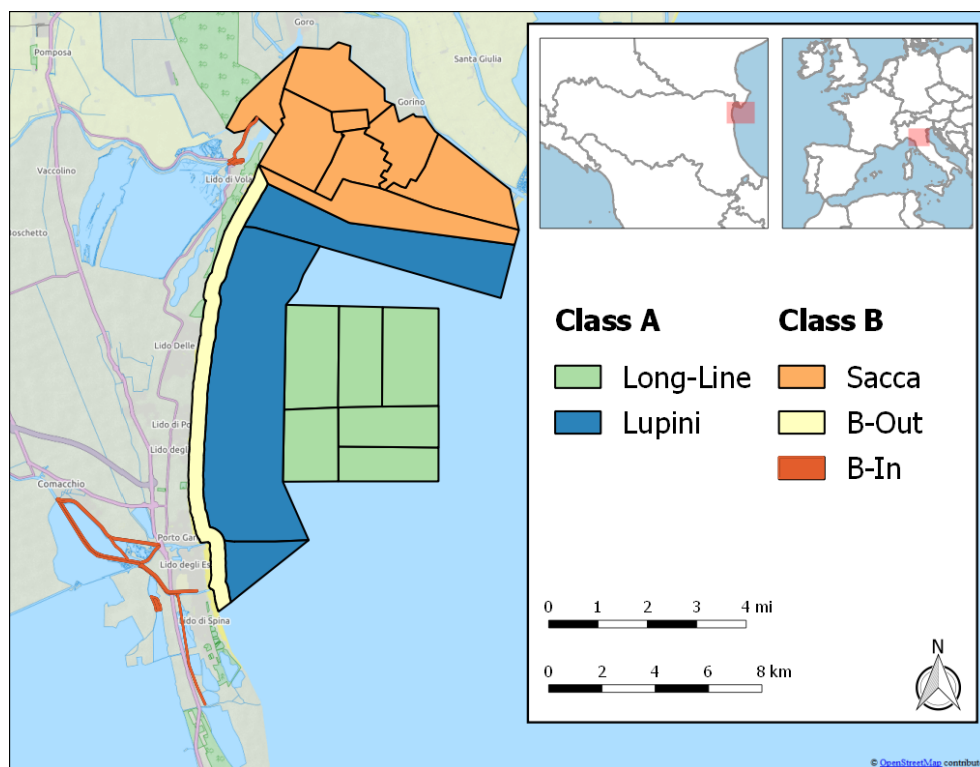 Goro
Pomposa
Santa Giulia
Gorino
Vaccolino
Lido di Vola
Boschetto
Lido Delle
Lido di Po
Lido degli
Comacchio
Porto Gar
Lido degli Es
Lido di Spina
Class A
Class B
Long-Line
Sacca
Lupini
B-Out
B-In
0 1 2 3 4 mi
0 2 4 6 8 km
N
© OpenStreetMap contribut